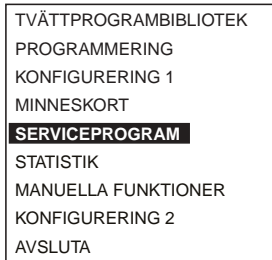 TVÄTTPROGRAMBIBLIOTEK
PROGRAMMERING
KONFIGURERING 1
MINNESKORT
SERVICEPROGRAM
STATISTIK
MANUELLA FUNKTIONER
KONFIGURERING 2
AVSLUTA